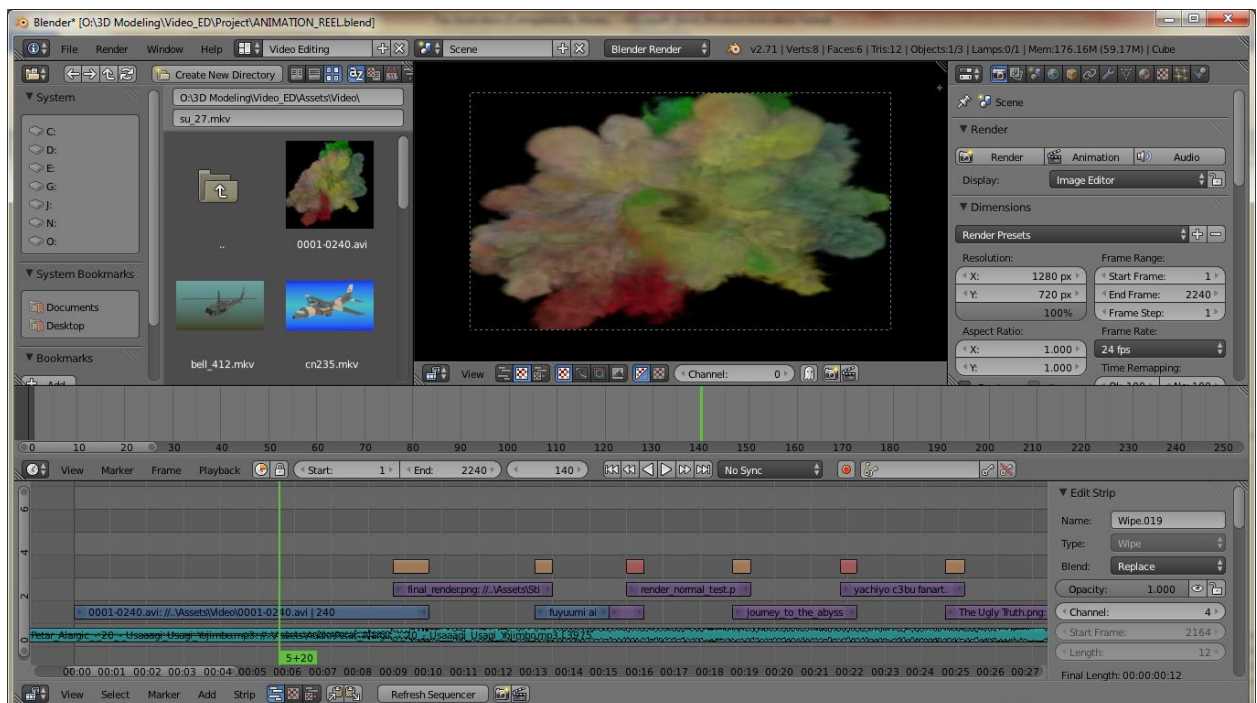 Blender* [O:\3D Modeling\Video_ED\Project\ANIMATION_REEL.blend]
File Render Window Help Video Editing Scene Blender Render v2.71 | Verts:8 | Faces:6 | Tris:12 | Objects:1/3 | Lamps:0/1 | Mem:176.16M (59.17M) | Cube
Create New Directory
System
C:
D:
E:
G:
J:
N:
O:
System Bookmarks
Documents
Desktop
Bookmarks
Add
O:\3D Modeling\Video_ED\Assets\Video\
su_27.mkv
..
0001-0240.avi
bell_412.mkv
cn235.mkv
View Channel: 0
Scene
Render
Render Animation Audio
Display: Image Editor
Dimensions
Render Presets
Resolution: Frame Range:
X: 1280 px Start Frame: 1
Y: 720 px End Frame: 2240
100% Frame Step: 1
Aspect Ratio: Frame Rate:
X: 1.000 24 fps
Y: 1.000 Time Remapping:
0 10 20 30 40 50 60 70 80 90 100 110 120 130 140 150 160 170 180 190 200 210 220 230 240 250
View Marker Frame Playback Start: 1 End: 2240 140 No Sync
6
4
2
0
final_render.png: //..\Assets\Sti
render_normal_test.p
yachiyo c3bu fanart.
0001-0240.avi: //..\Assets\Video\0001-0240.avi | 240
fuyuumi ai
journey_to_the_abyss
The Ugly Truth.png:
5+20
00:00 00:01 00:02 00:03 00:04 00:05 00:06 00:07 00:08 00:09 00:10 00:11 00:12 00:13 00:14 00:15 00:16 00:17 00:18 00:19 00:20 00:21 00:22 00:23 00:24 00:25 00:26 00:27
View Select Marker Add Strip Refresh Sequencer
Edit Strip
Name: Wipe.019
Type: Wipe
Blend: Replace
Opacity: 1.000
Channel: 4
Start Frame: 2164
Length: 12
Final Length: 00:00:00:12